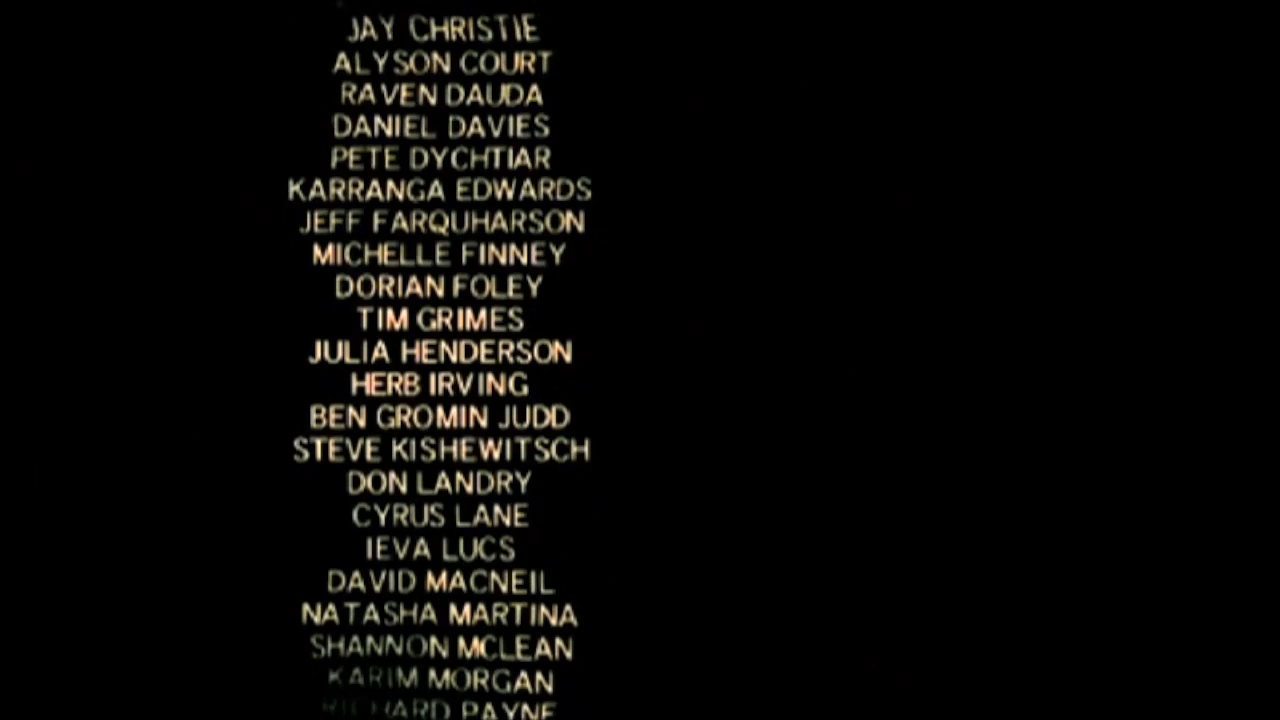 JAY CHRISTIE
ALYSON COURT
RAVEN DAUDA
DANIEL DAVIES
PETE DYCHTIAR
KARRANGA EDWARDS
JEFF FARQUHARSON
MICHELLE FINNEY
DORIAN FOLEY
TIM GRIMES
JULIA HENDERSON
HERB IRVING
BEN GROMIN JUDD
STEVE KISHEWITSCH
DON LANDRY
CYRUS LANE
IEVA LUCS
DAVID MACNEIL
NATASHA MARTINA
SHANNON MCLEAN
KARIM MORGAN
RICHARD PAYNE